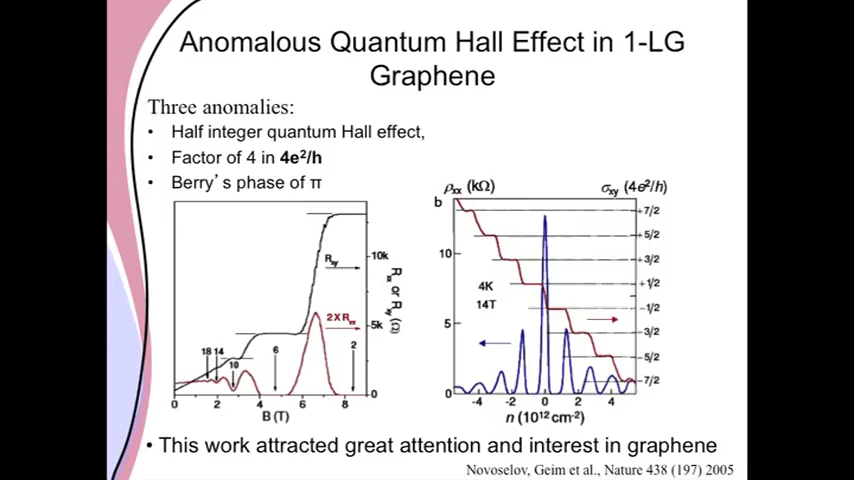 Anomalous Quantum Hall Effect in 1-LG
Graphene
Three anomalies:
• Half integer quantum Hall effect,
• Factor of 4 in 4e²/h
• Berry’s phase of π
Rxy
10k
Rxx or Rxy (Ω)
2XRxx
5k
18 14
10
6
2
0
0 2 4 6 8
B (T)
ρxx (kΩ)
σxy (4e²/h)
b
+7/2
+5/2
10
+3/2
+1/2
4K
14T
−1/2
5
−3/2
−5/2
0
−7/2
-4 -2 0 2 4
n (10¹²cm⁻²)
• This work attracted great attention and interest in graphene
Novoselov, Geim et al., Nature 438 (197) 2005